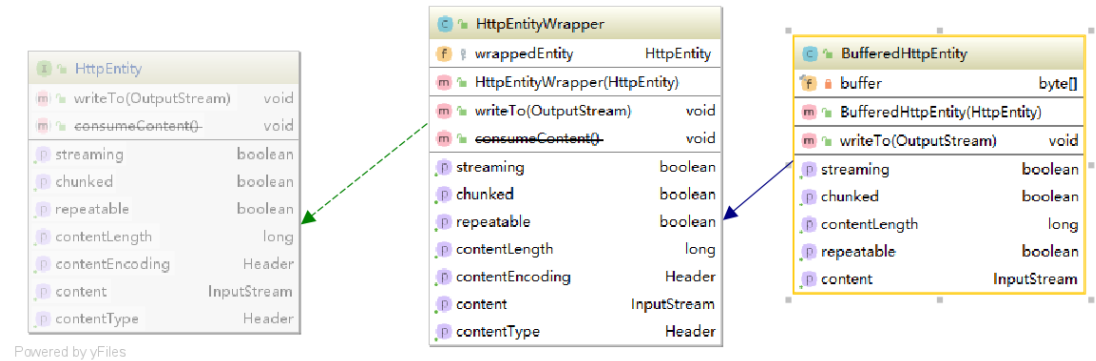 HttpEntity
writeTo(OutputStream) void
consumeContent() void
streaming boolean
chunked boolean
repeatable boolean
contentLength long
contentEncoding Header
content InputStream
contentType Header
HttpEntityWrapper
wrappedEntity HttpEntity
HttpEntityWrapper(HttpEntity)
writeTo(OutputStream) void
consumeContent() void
streaming boolean
chunked boolean
repeatable boolean
contentLength long
contentEncoding Header
content InputStream
contentType Header
BufferedHttpEntity
buffer byte[]
BufferedHttpEntity(HttpEntity)
writeTo(OutputStream) void
streaming boolean
chunked boolean
contentLength long
repeatable boolean
content InputStream
Powered by yFiles